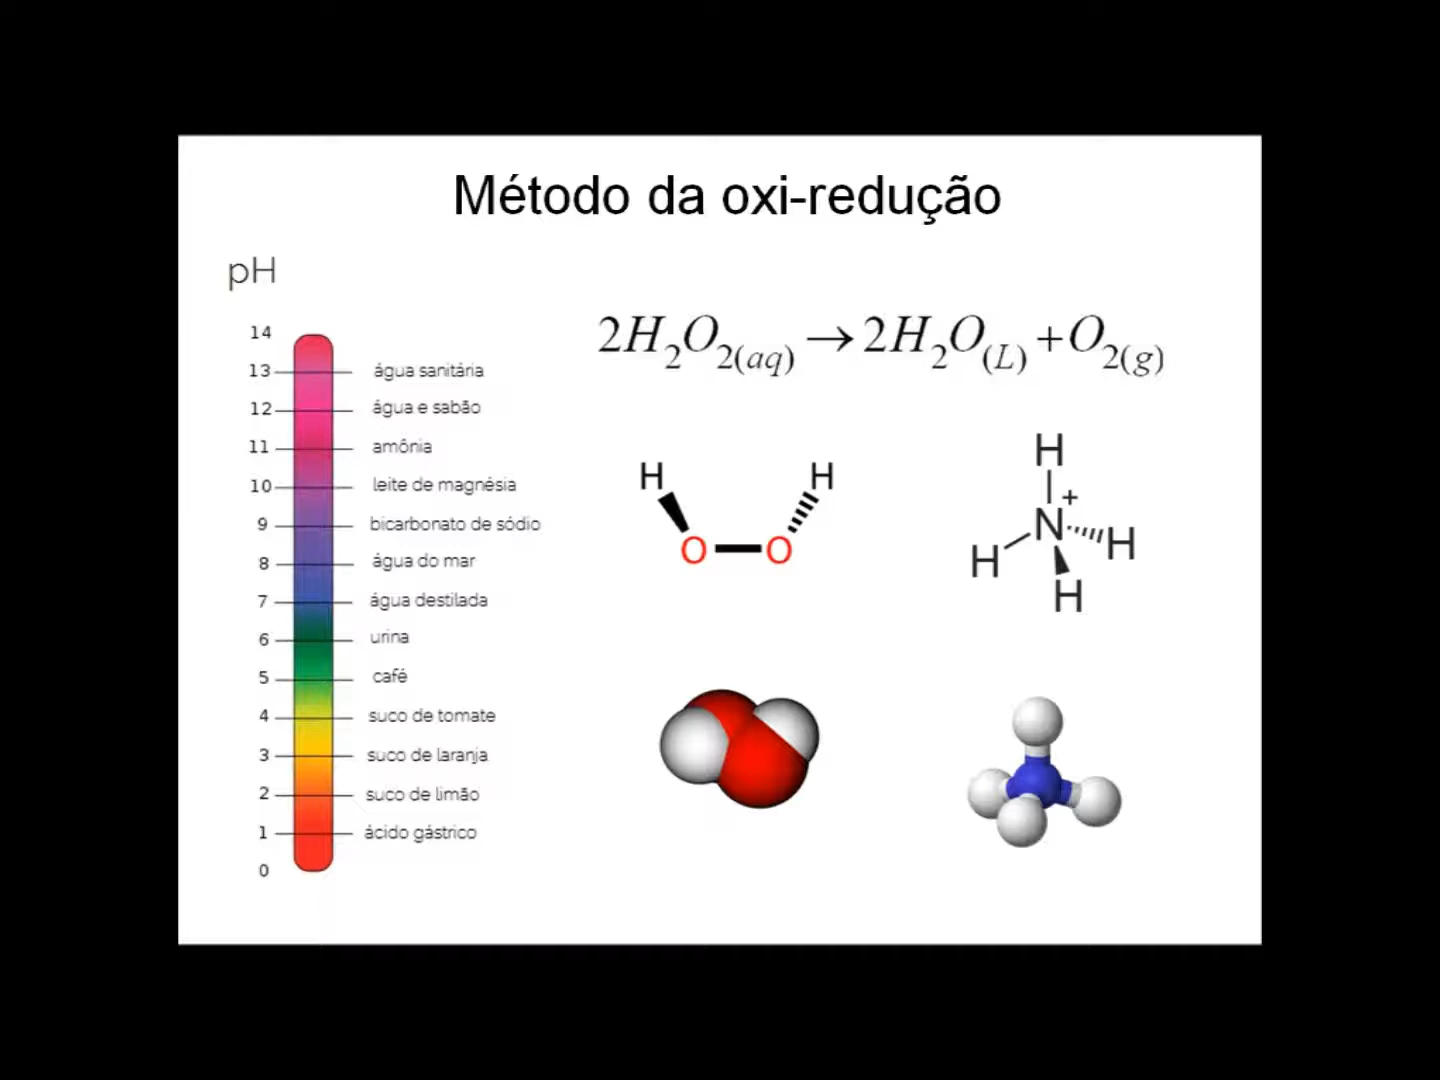 Método da oxi-redução
pH
14
13 água sanitária
12 água e sabão
11 amônia
10 leite de magnésia
9 bicarbonato de sódio
8 água do mar
7 água destilada
6 urina
5 café
4 suco de tomate
3 suco de laranja
2 suco de limão
1 ácido gástrico
0
2H₂O₂(aq) → 2H₂O(L) + O₂(g)
H H
O O
H
+
N
H H
H